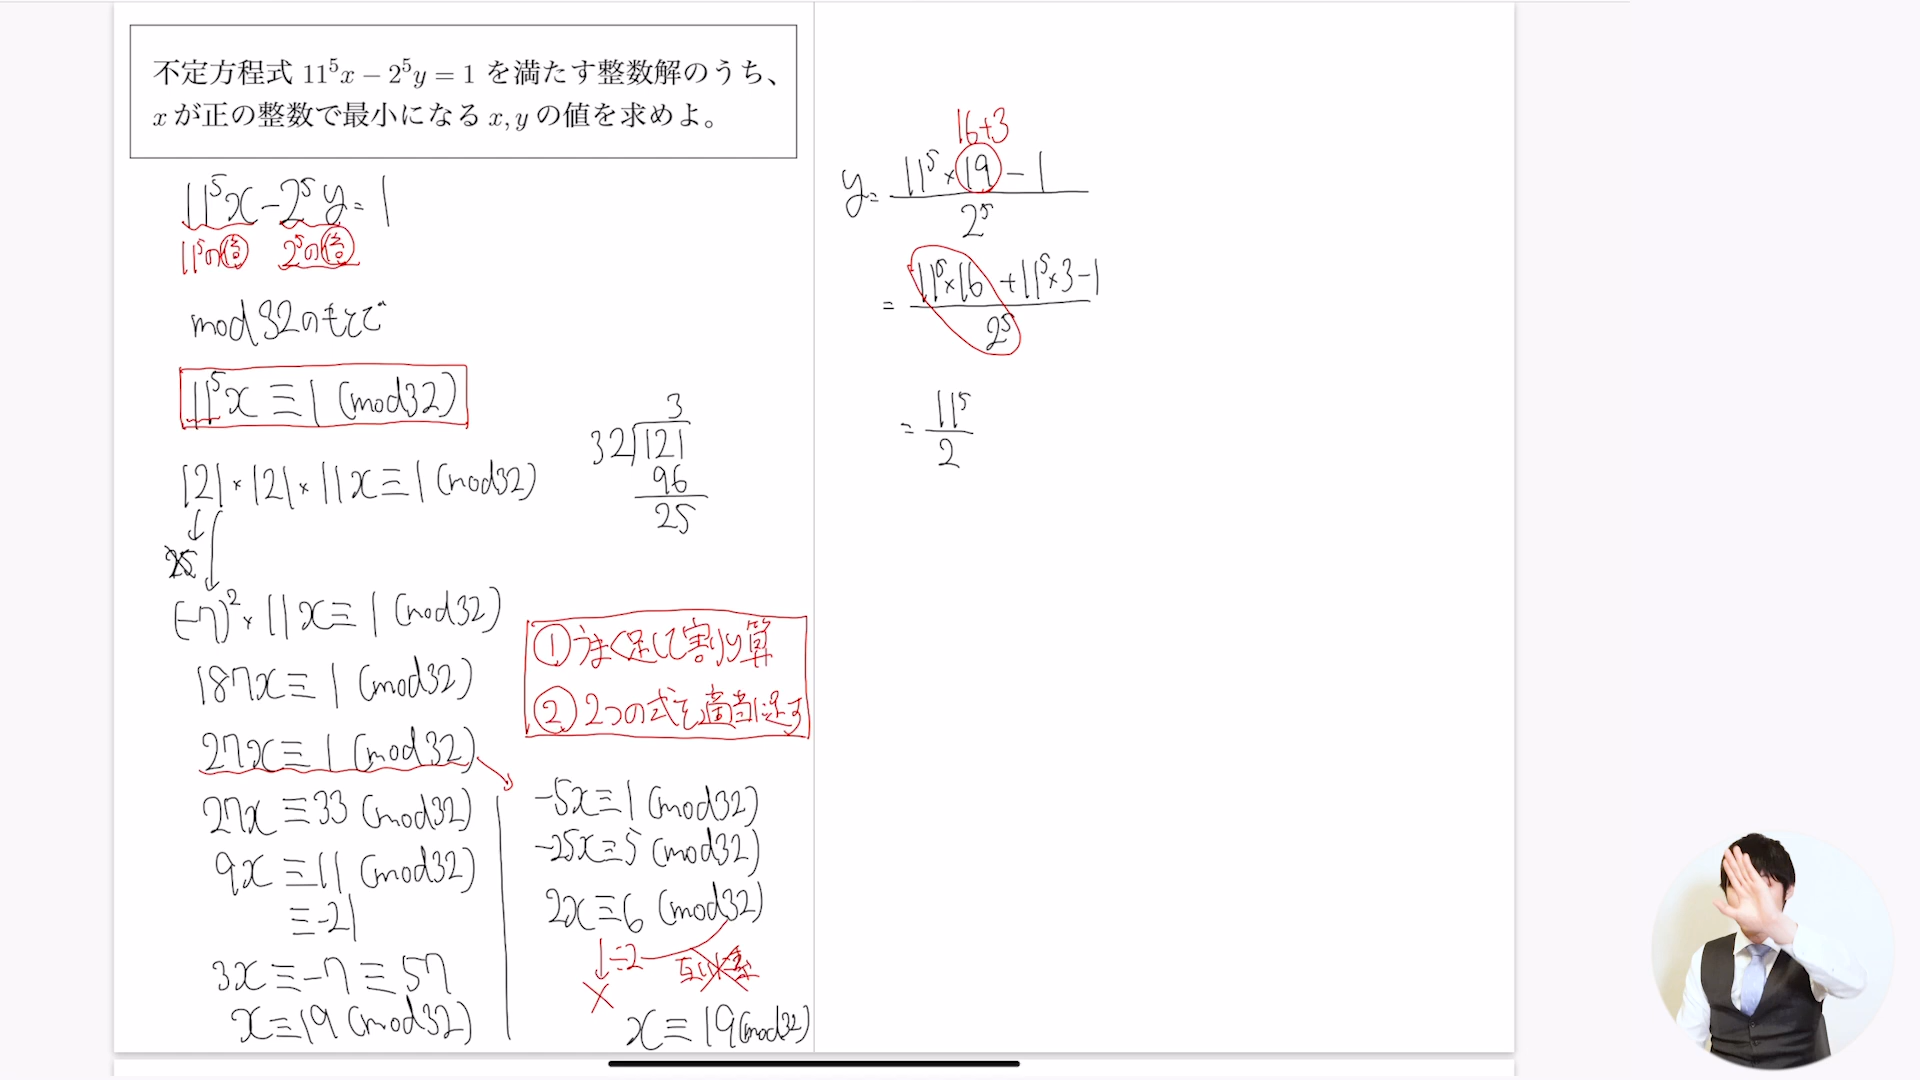 不定方程式 11⁵x − 2⁵y = 1 を満たす整数解のうち、
x が正の整数で最小になる x, y の値を求めよ。
11⁵x − 2⁵y = 1
11⁵の倍 2⁵の倍
mod32のもとで
11⁵x ≡ 1 (mod32)
121 × 121 × 11x ≡ 1 (mod32)
25
(−7)² × 11x ≡ 1 (mod32)
187x ≡ 1 (mod32)
27x ≡ 1 (mod32)
27x ≡ 33 (mod32)
9x ≡ 11 (mod32)
≡ −21
3x ≡ −7 ≡ 57
x ≡ 19 (mod32)
3
32)121
96
25
① うまく足して割り算
② 2つの式を適当に足す
−5x ≡ 1 (mod32)
−25x ≡ 5 (mod32)
2x ≡ 6 (mod32)
÷2 互いに素
×
x ≡ 19 (mod32)
16+3
y = (11⁵ × 19 − 1) / 2⁵
= (11⁵ × 16 + 11⁵ × 3 − 1) / 2⁵
= 11⁵ / 2